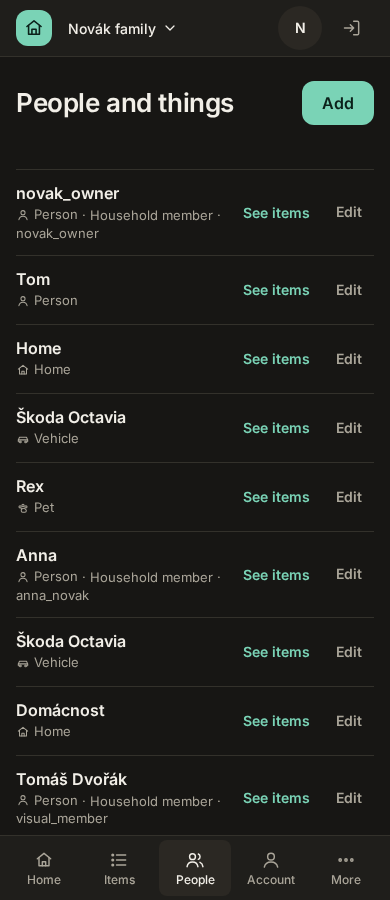 Novák family N
People and things Add
novak_owner
Person · Household member ·
novak_owner
See items Edit
Tom
Person
See items Edit
Home
Home
See items Edit
Škoda Octavia
Vehicle
See items Edit
Rex
Pet
See items Edit
Anna
Person · Household member ·
anna_novak
See items Edit
Škoda Octavia
Vehicle
See items Edit
Domácnost
Home
See items Edit
Tomáš Dvořák
Person · Household member ·
visual_member
See items Edit
Home Items People Account More